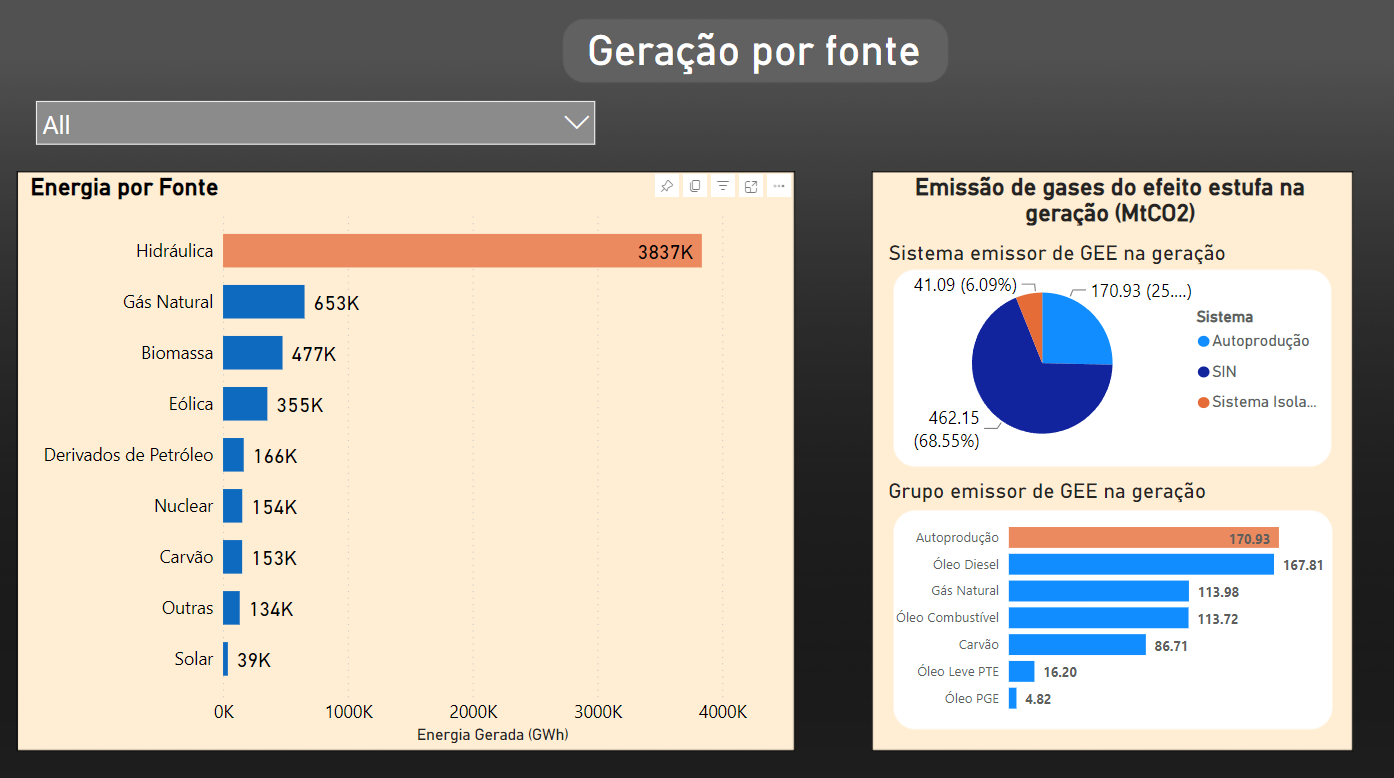 Geração por fonte
All
Energia por Fonte
Hidráulica
3837K
Gás Natural
653K
Biomassa
477K
Eólica
355K
Derivados de Petróleo
166K
Nuclear
154K
Carvão
153K
Outras
134K
Solar
39K
0K
1000K
2000K
3000K
4000K
Energia Gerada (GWh)
Emissão de gases do efeito estufa na
geração (MtCO2)
Sistema emissor de GEE na geração
41.09 (6.09%)
170.93 (25....)
462.15
(68.55%)
Sistema
Autoprodução
SIN
Sistema Isola...
Grupo emissor de GEE na geração
Autoprodução
170.93
Óleo Diesel
167.81
Gás Natural
113.98
Óleo Combustível
113.72
Carvão
86.71
Óleo Leve PTE
16.20
Óleo PGE
4.82